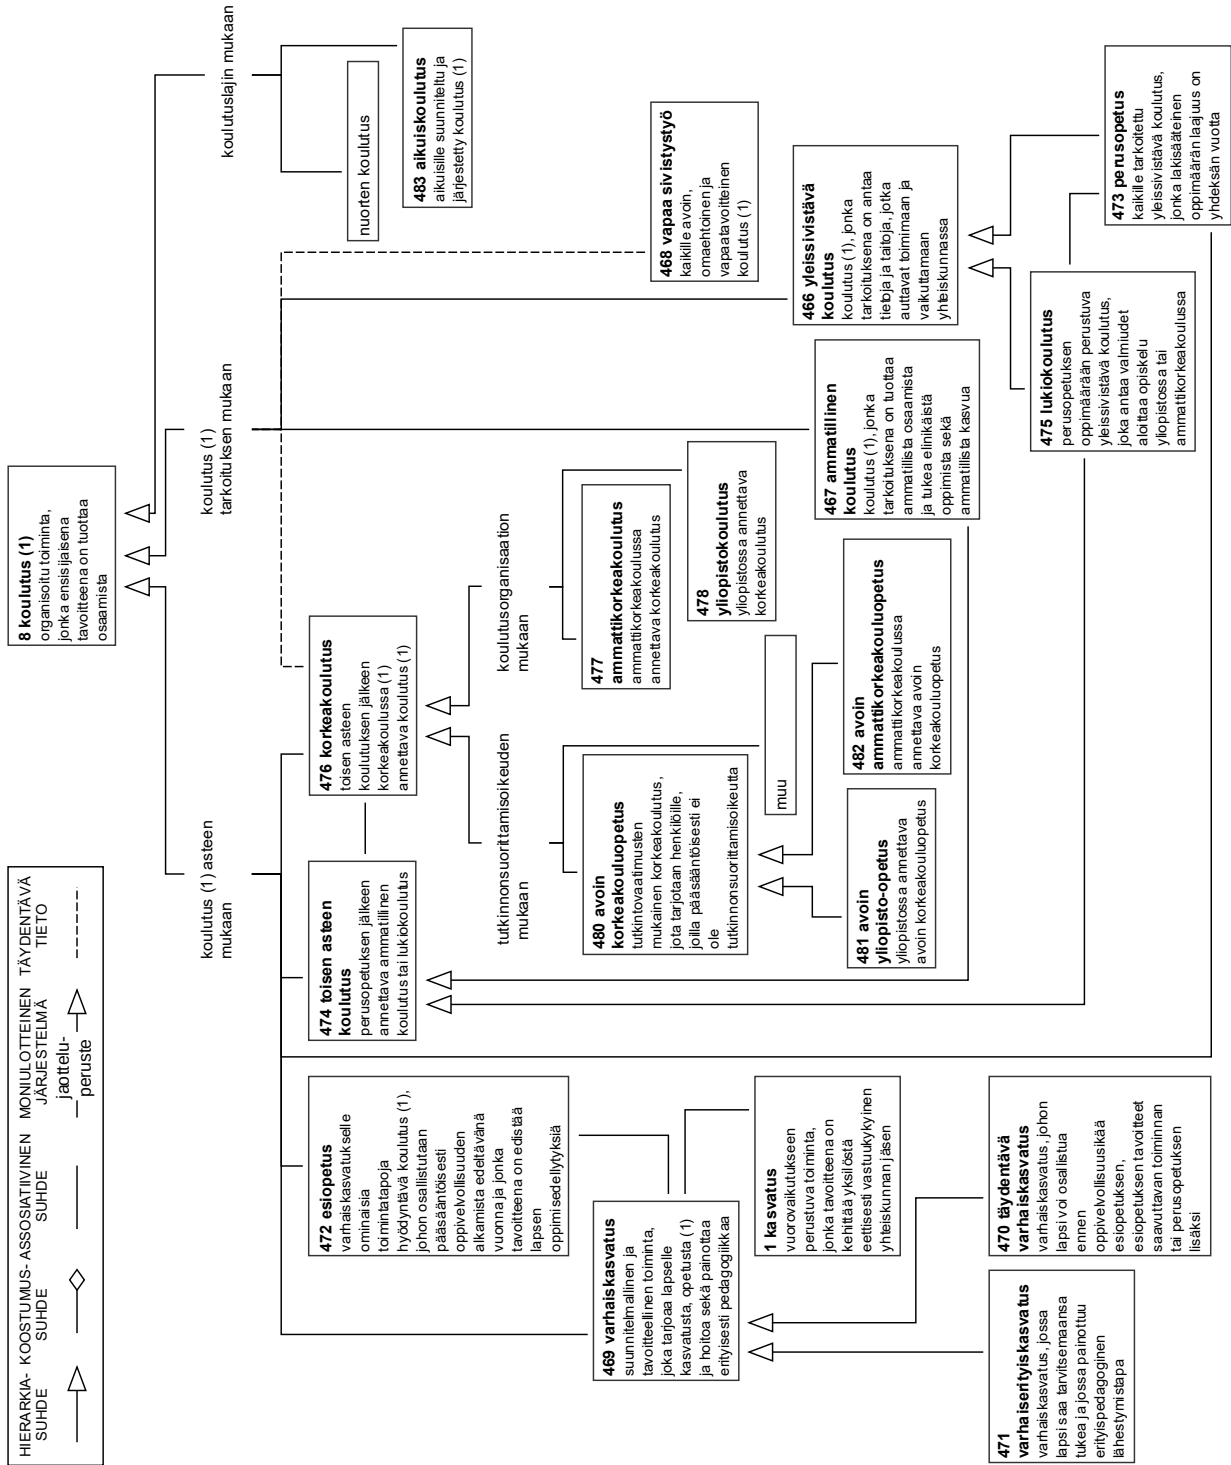 HIERARKIA-
SUHDE
KOOSTUMUS-
SUHDE
ASSOSIATIIVINEN
SUHDE
MONIULOTTEINEN
JÄRJESTELMÄ
jaottelu-
peruste
TÄYDENTÄVÄ
TIETO
8 koulutus (1)
organisoitu toiminta,
jonka ensisijaisena
tavoitteena on tuottaa
osaamista
koulutus (1) asteen
mukaan
koulutus (1)
tarkoituksen mukaan
koulutuslajin mukaan
nuorten koulutus
483 aikuiskoulutus
aikuisille suunniteltu ja
järjestetty koulutus (1)
472 esiopetus
varhaiskasvatukselle
ominaisia
toimintatapoja
hyödyntävä koulutus (1),
johon osallistutaan
pääsääntöisesti
oppivelvollisuuden
alkamista edeltävänä
vuonna ja jonka
tavoitteena on edistää
lapsen
oppimisedellytyksiä
474 toisen asteen
koulutus
perusopetuksen jälkeen
annettava ammatillinen
koulutus tai lukiokoulutus
476 korkeakoulutus
toisen asteen
koulutuksen jälkeen
korkeakoulussa (1)
annettava koulutus (1)
tutkinnonsuorittamisoikeuden
mukaan
koulutusorganisaation
mukaan
480 avoin
korkeakouluopetus
tutkintovaatimusten
mukainen korkeakoulutus,
jota tarjotaan henkilöille,
joilla pääsääntöisesti ei
ole
tutkinnonsuorittamisoikeutta
muu
477
ammattikorkeakoulutus
ammattikorkeakoulussa
annettava korkeakoulutus
478
yliopistokoulutus
yliopistossa annettava
korkeakoulutus
468 vapaa sivistystyö
kaikille avoin,
omaehtoinen ja
vapaatavoitteinen
koulutus (1)
469 varhaiskasvatus
suunnitelmallinen ja
tavoitteellinen toiminta,
joka tarjoaa lapselle
kasvatusta, opetusta (1)
ja hoitoa sekä painottaa
erityisesti pedagogiikkaa
1 kasvatus
vuorovaikutukseen
perustuva toiminta,
jonka tavoitteena on
kehittää yksilöstä
eettisesti vastuukykyinen
yhteiskunnan jäsen
481 avoin
yliopisto-opetus
yliopistossa annettava
avoin korkeakouluopetus
482 avoin
ammattikorkeakouluopetus
ammattikorkeakoulussa
annettava avoin
korkeakouluopetus
467 ammatillinen
koulutus
koulutus (1), jonka
tarkoituksena on tuottaa
ammatillista osaamista
ja tukea elinikäistä
oppimista sekä
ammatillista kasvua
466 yleissivistävä
koulutus
koulutus (1), jonka
tarkoituksena on antaa
tietoja ja taitoja, jotka
auttavat toimimaan ja
vaikuttamaan
yhteiskunnassa
471
varhaiserityiskasvatus
varhaiskasvatus, jossa
lapsi saa tarvitsemaansa
tukea ja jossa painottuu
erityispedagoginen
lähestymistapa
470 täydentävä
varhaiskasvatus
varhaiskasvatus, johon
lapsi voi osallistua
ennen
oppivelvollisuusikää
esiopetuksen,
esiopetuksen tavoitteet
saavuttavan toiminnan
tai perusopetuksen
lisäksi
475 lukiokoulutus
perusopetuksen
oppimäärään perustuva
yleissivistävä koulutus,
joka antaa valmiudet
aloittaa opiskelu
yliopistossa tai
ammattikorkeakoulussa
473 perusopetus
kaikille tarkoitettu
yleissivistävä koulutus,
jonka lakisääteinen
oppimäärän laajuus on
yhdeksän vuotta